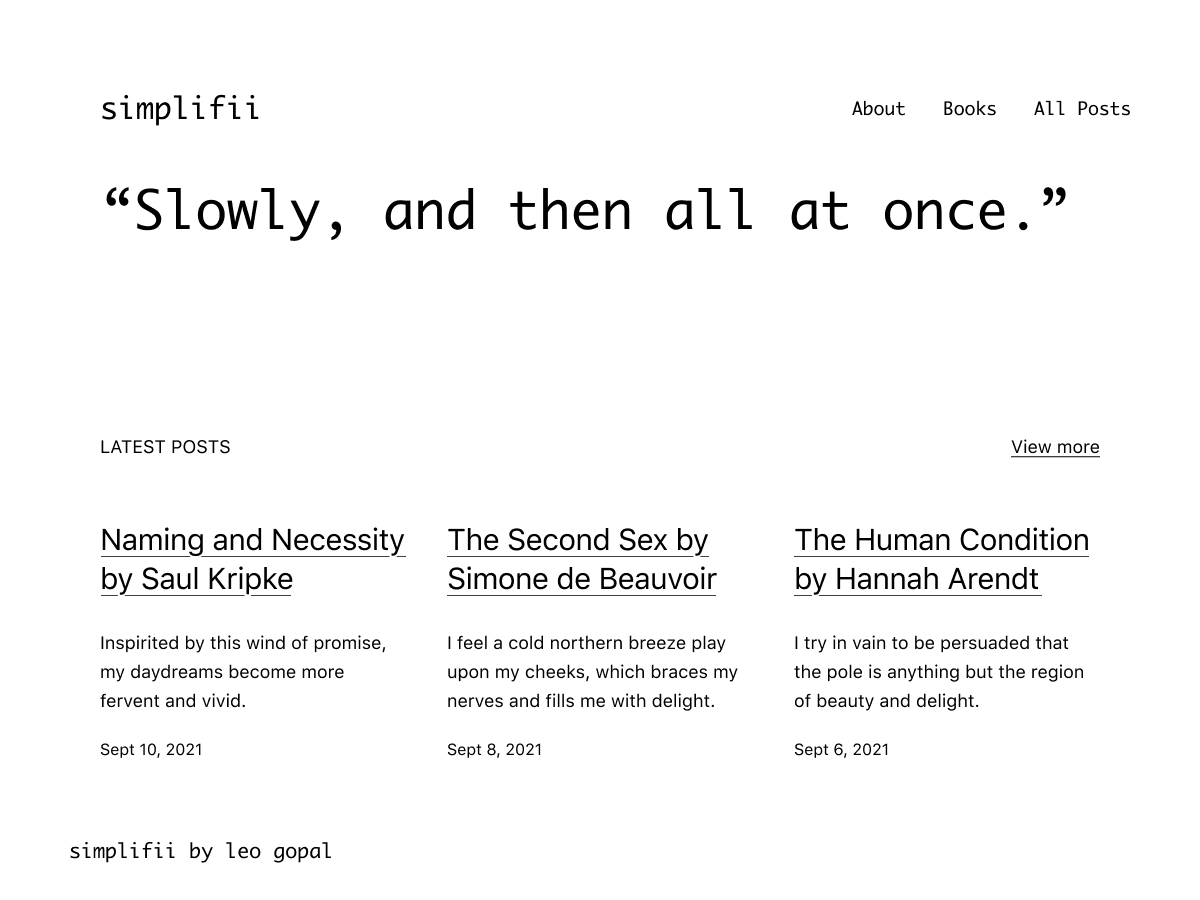 simplifii
About Books All Posts
“Slowly, and then all at once.”
LATEST POSTS
View more
Naming and Necessity
by Saul Kripke
Inspirited by this wind of promise,
my daydreams become more
fervent and vivid.
Sept 10, 2021
The Second Sex by
Simone de Beauvoir
I feel a cold northern breeze play
upon my cheeks, which braces my
nerves and fills me with delight.
Sept 8, 2021
The Human Condition
by Hannah Arendt
I try in vain to be persuaded that
the pole is anything but the region
of beauty and delight.
Sept 6, 2021
simplifii by leo gopal